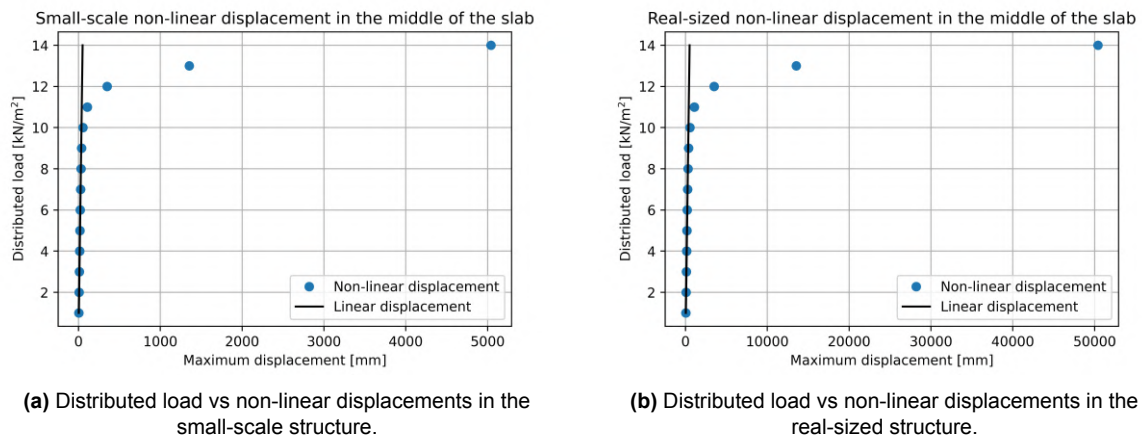 Small-scale non-linear displacement in the middle of the slab
14
12
10
8
6
4
2
Distributed load [kN/m²]
Non-linear displacement
Linear displacement
0 1000 2000 3000 4000 5000
Maximum displacement [mm]
(a) Distributed load vs non-linear displacements in the
small-scale structure.
Real-sized non-linear displacement in the middle of the slab
14
12
10
8
6
4
2
Distributed load [kN/m²]
Non-linear displacement
Linear displacement
0 10000 20000 30000 40000 50000
Maximum displacement [mm]
(b) Distributed load vs non-linear displacements in the
real-sized structure.